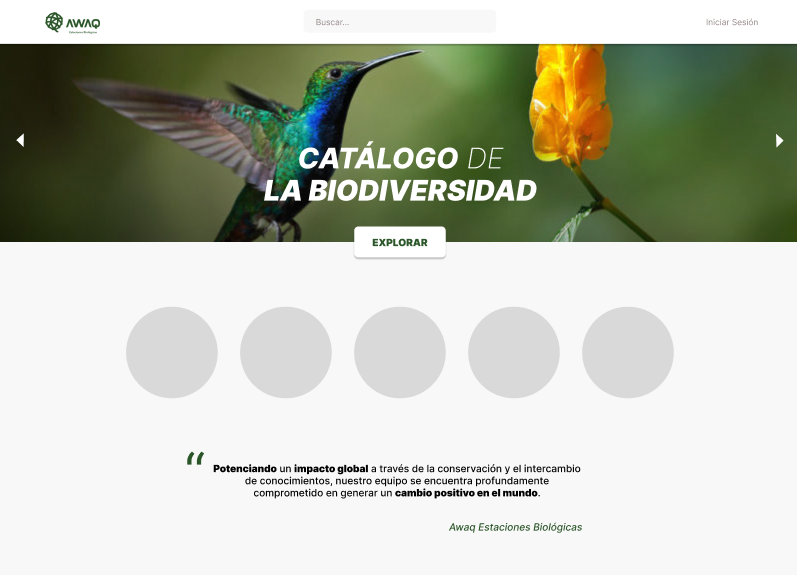 AWAQ
Estaciones Biológicas
Buscar...
Iniciar Sesión
CATÁLOGO DE
LA BIODIVERSIDAD
EXPLORAR
“
Potenciando un impacto global a través de la conservación y el intercambio
de conocimientos, nuestro equipo se encuentra profundamente
comprometido en generar un cambio positivo en el mundo.
Awaq Estaciones Biológicas